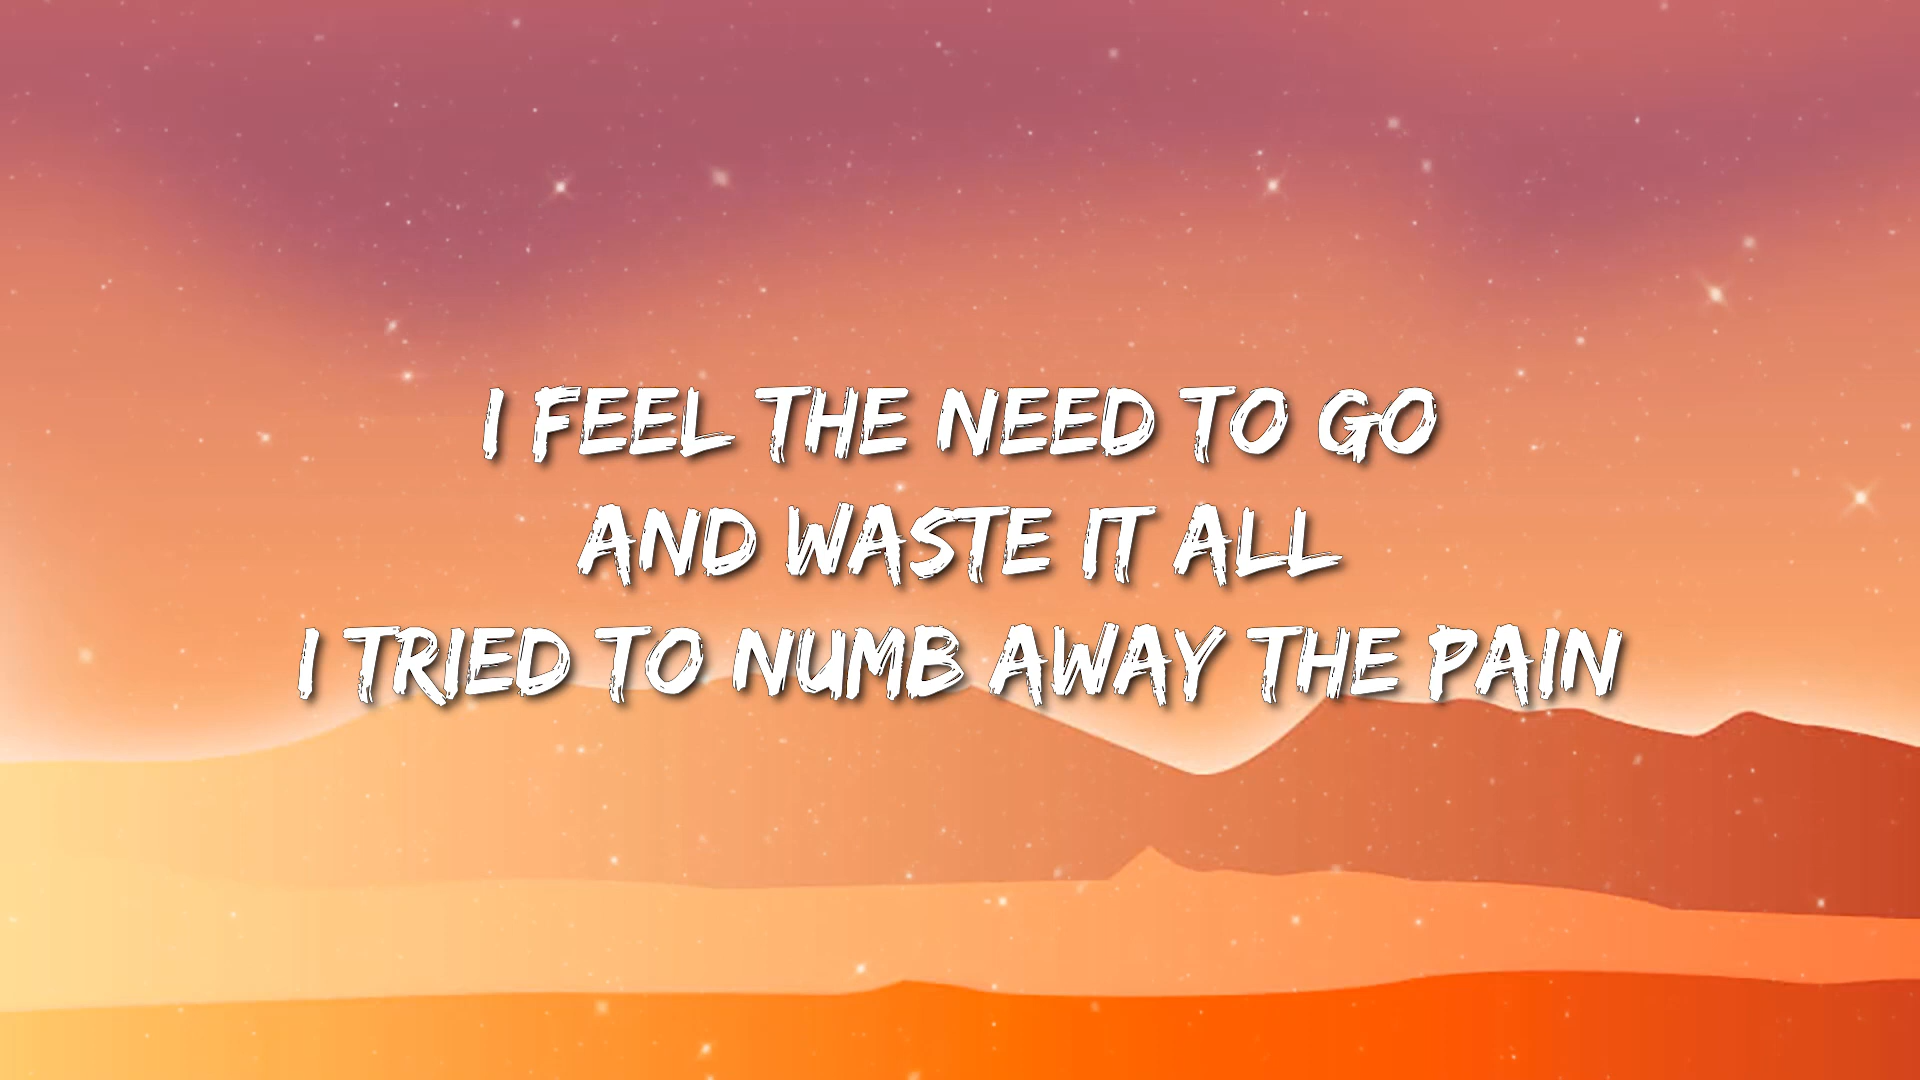 I FEEL THE NEED TO GO
AND WASTE IT ALL
I TRIED TO NUMB AWAY THE PAIN